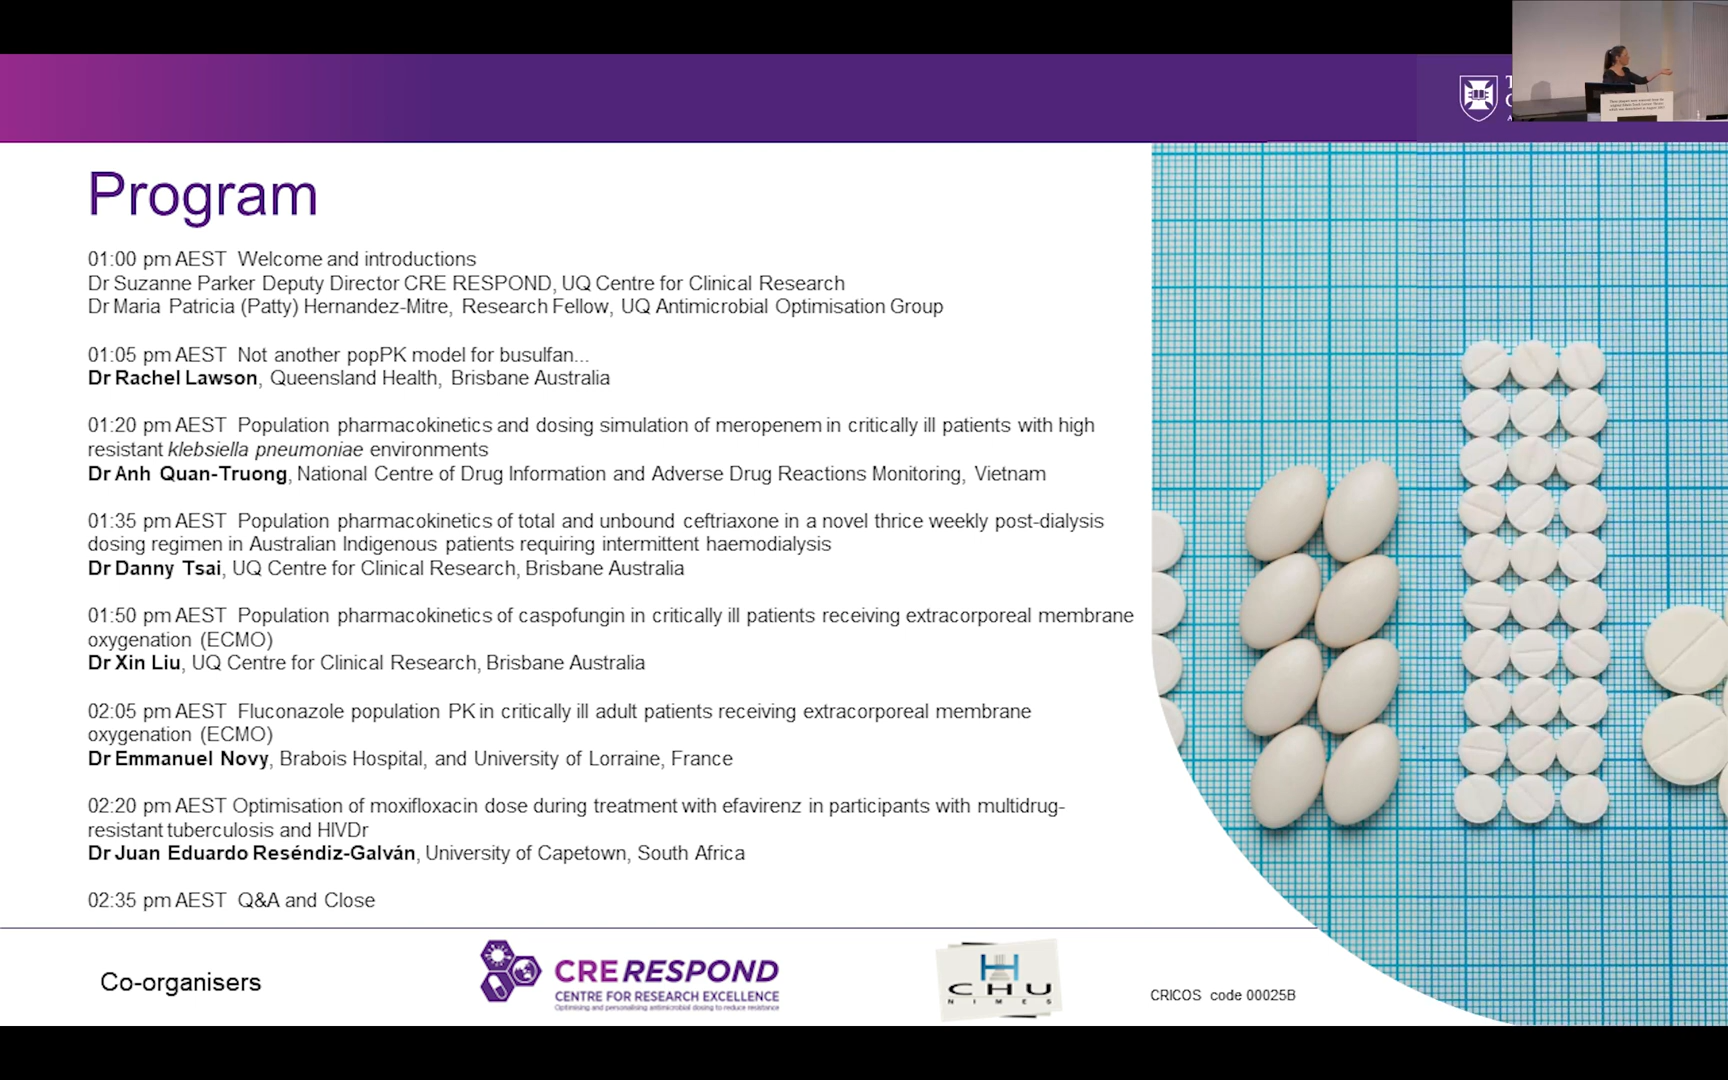 Program
01:00 pm AEST Welcome and introductions
Dr Suzanne Parker Deputy Director CRE RESPOND, UQ Centre for Clinical Research
Dr Maria Patricia (Patty) Hernandez-Mitre, Research Fellow, UQ Antimicrobial Optimisation Group
01:05 pm AEST Not another popPK model for busulfan...
Dr Rachel Lawson, Queensland Health, Brisbane Australia
01:20 pm AEST Population pharmacokinetics and dosing simulation of meropenem in critically ill patients with high
resistant klebsiella pneumoniae environments
Dr Anh Quan-Truong, National Centre of Drug Information and Adverse Drug Reactions Monitoring, Vietnam
01:35 pm AEST Population pharmacokinetics of total and unbound ceftriaxone in a novel thrice weekly post-dialysis
dosing regimen in Australian Indigenous patients requiring intermittent haemodialysis
Dr Danny Tsai, UQ Centre for Clinical Research, Brisbane Australia
01:50 pm AEST Population pharmacokinetics of caspofungin in critically ill patients receiving extracorporeal membrane
oxygenation (ECMO)
Dr Xin Liu, UQ Centre for Clinical Research, Brisbane Australia
02:05 pm AEST Fluconazole population PK in critically ill adult patients receiving extracorporeal membrane
oxygenation (ECMO)
Dr Emmanuel Novy, Brabois Hospital, and University of Lorraine, France
02:20 pm AEST Optimisation of moxifloxacin dose during treatment with efavirenz in participants with multidrug-
resistant tuberculosis and HIVDr
Dr Juan Eduardo Reséndiz-Galván, University of Capetown, South Africa
02:35 pm AEST Q&A and Close
Co-organisers
CRE RESPOND
CENTRE FOR RESEARCH EXCELLENCE
Optimising and personalising antimicrobial dosing to reduce resistance
CHU
NIMES
CRICOS code 00025B